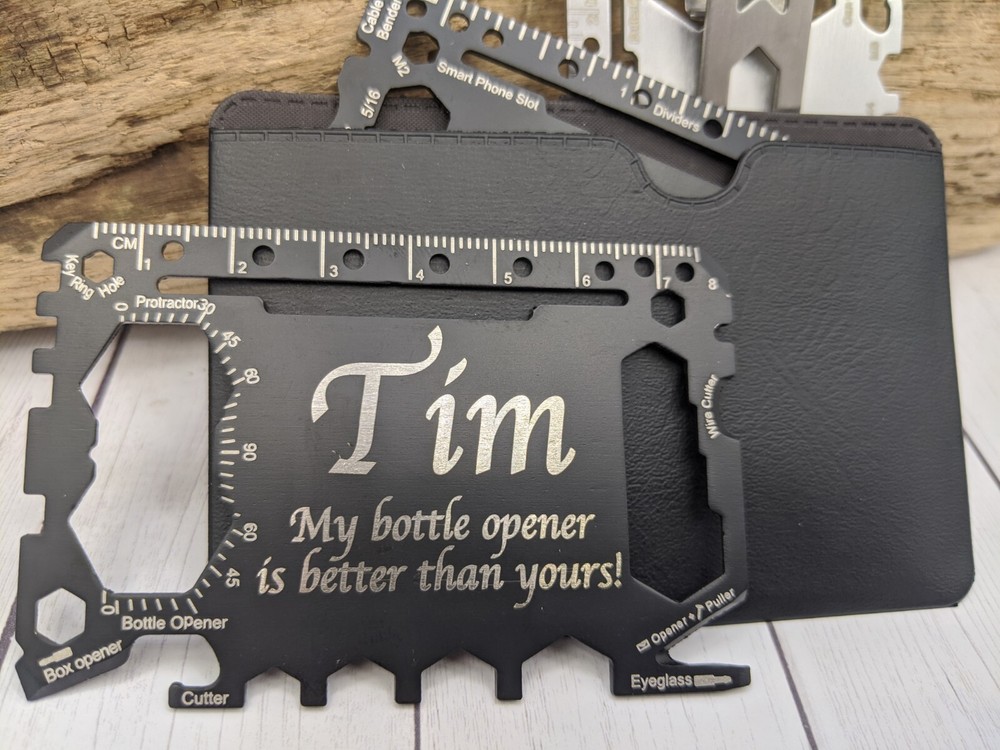 Cable
Bender
M2
5/16
Smart Phone Slot
1
Dividers
CM
1 2 3 4 5 6 7 8
Key Ring Hole
Protractor
0 30 45 60 90 60 45 0
Tim
My bottle opener
is better than yours!
Wire Cutter
Bottle OPener
Box opener
Cutter
Opener + Puller
Eyeglass